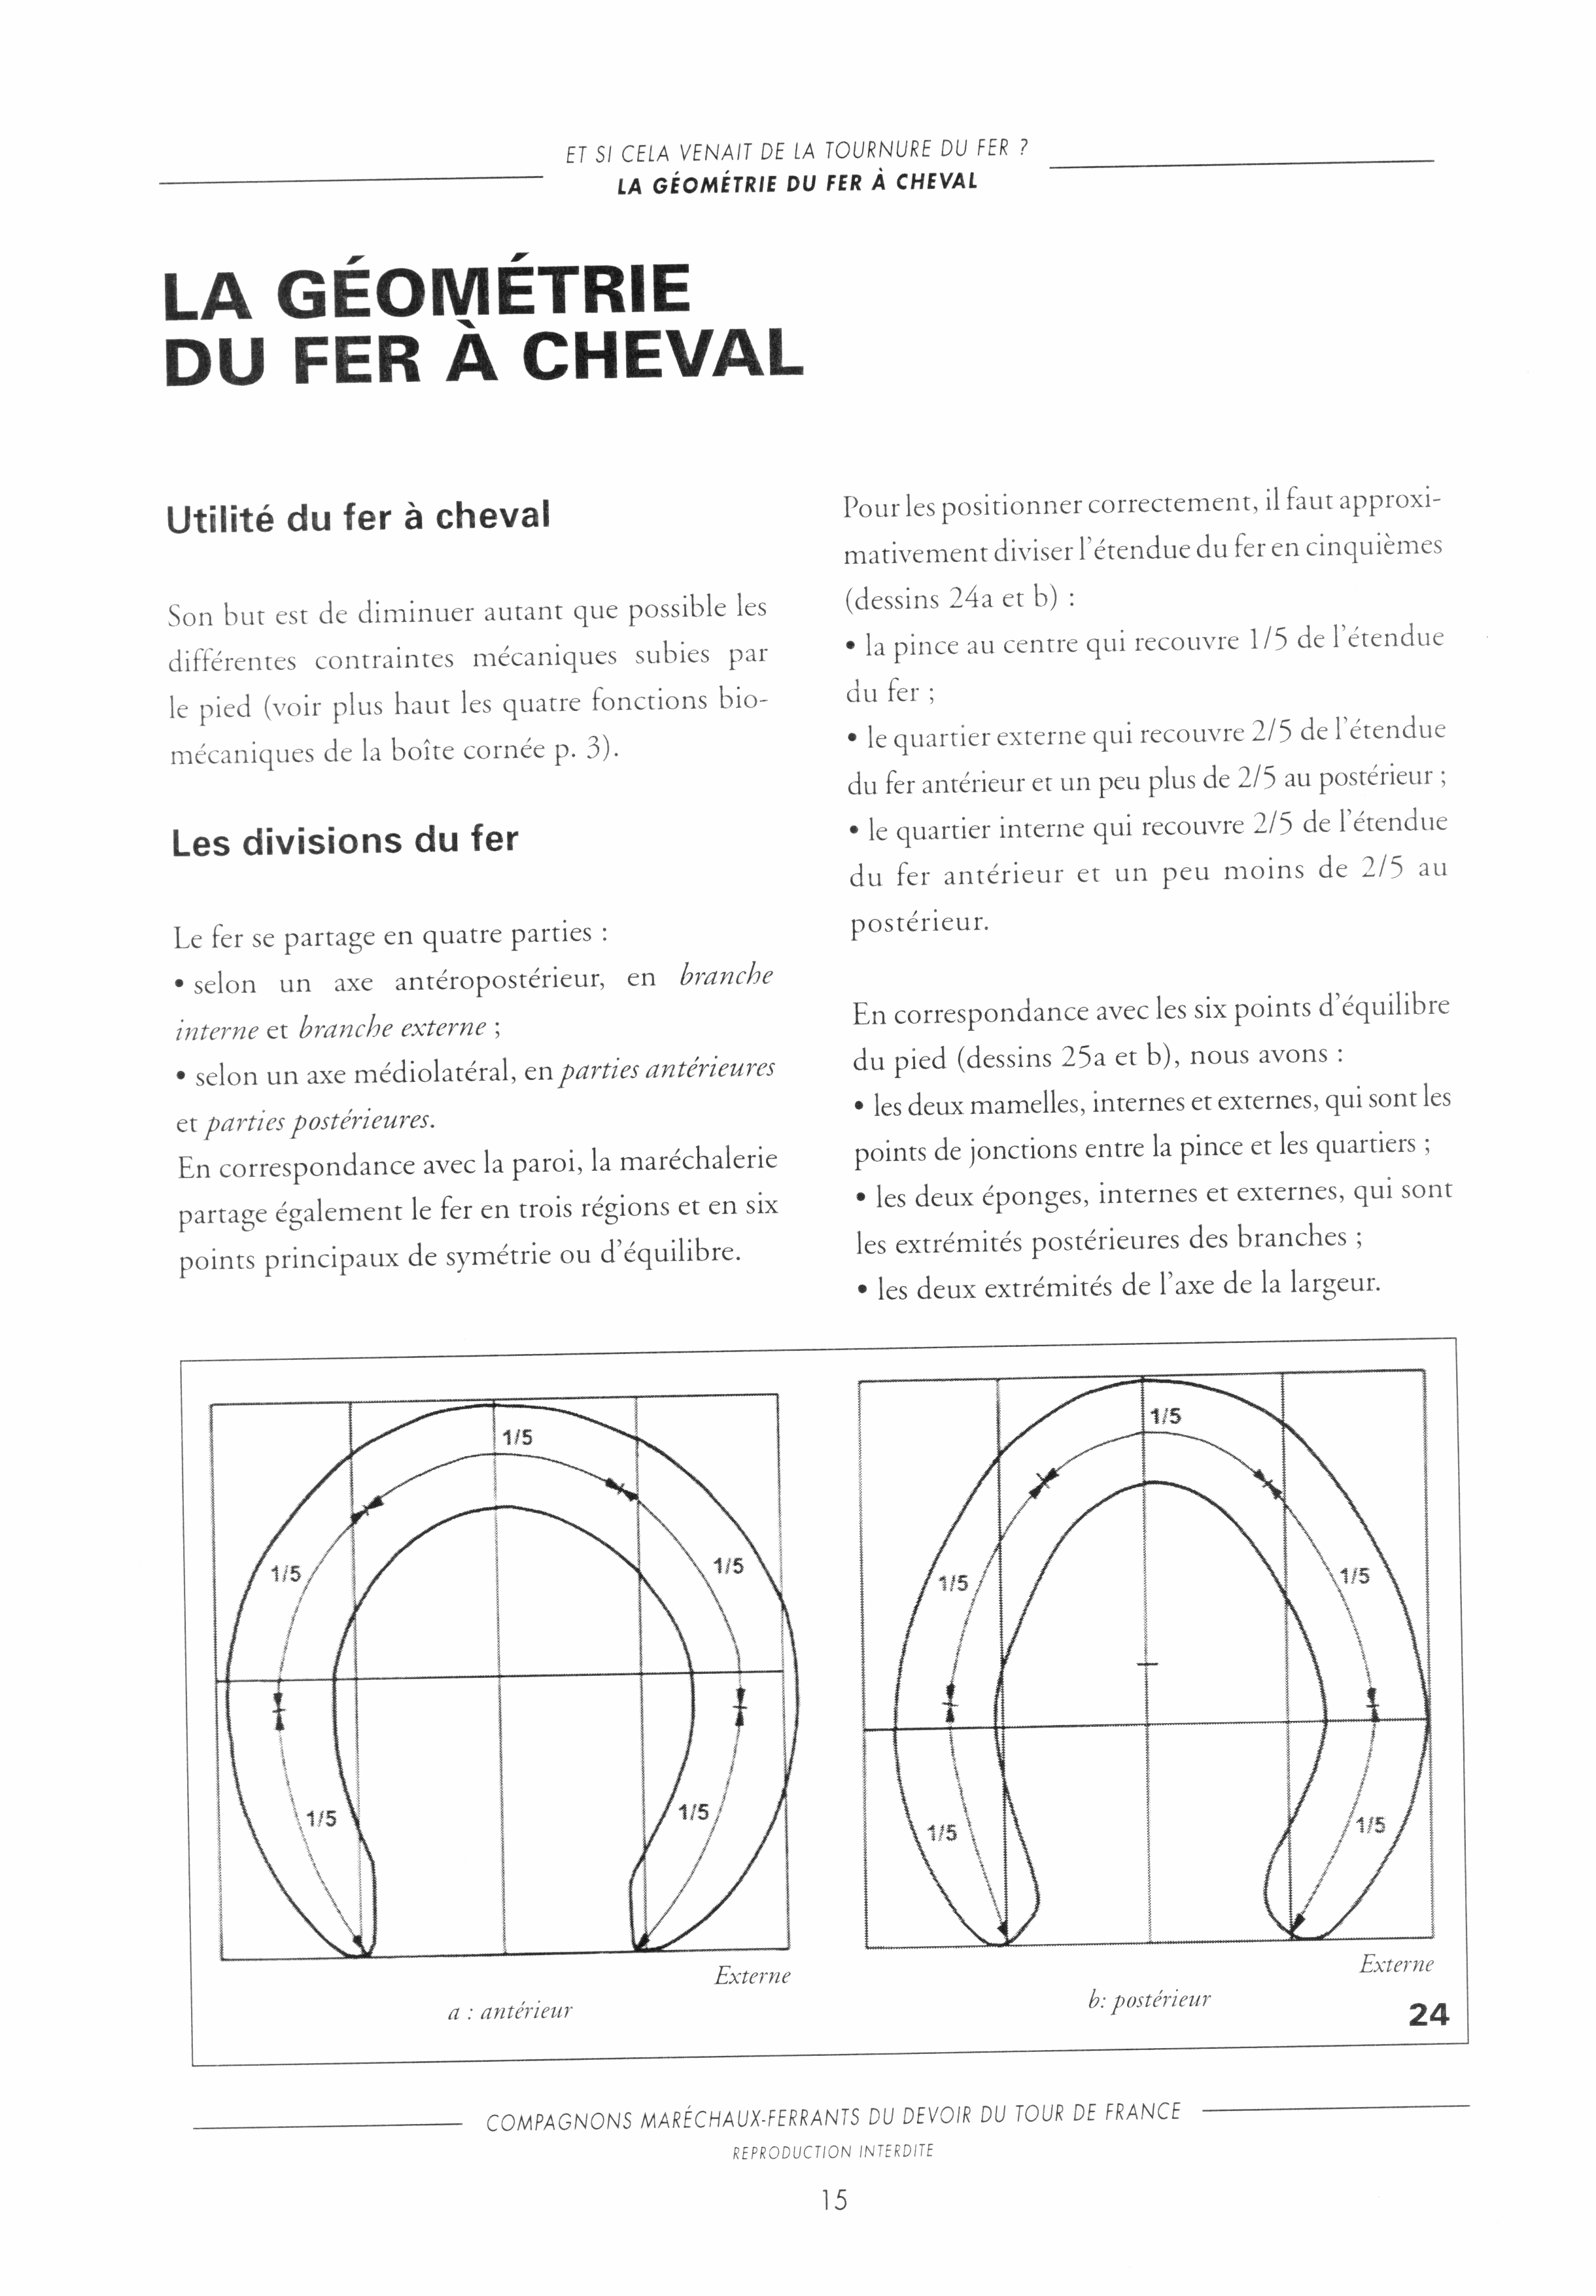 ET SI CELA VENAIT DE LA TOURNURE DU FER ?
LA GÉOMÉTRIE DU FER À CHEVAL
LA GÉOMÉTRIE
DU FER À CHEVAL
Utilité du fer à cheval
Son but est de diminuer autant que possible les
différentes contraintes mécaniques subies par
le pied (voir plus haut les quatre fonctions bio-
mécaniques de la boîte cornée p. 3).
Les divisions du fer
Le fer se partage en quatre parties :
• selon un axe antéropostérieur, en branche
interne et branche externe ;
• selon un axe médiolatéral, en parties antérieures
et parties postérieures.
En correspondance avec la paroi, la maréchalerie
partage également le fer en trois régions et en six
points principaux de symétrie ou d'équilibre.
Pour les positionner correctement, il faut approxi-
mativement diviser l'étendue du fer en cinquièmes
(dessins 24a et b) :
• la pince au centre qui recouvre 1/5 de l'étendue
du fer ;
• le quartier externe qui recouvre 2/5 de l'étendue
du fer antérieur et un peu plus de 2/5 au postérieur ;
• le quartier interne qui recouvre 2/5 de l'étendue
du fer antérieur et un peu moins de 2/5 au
postérieur.
En correspondance avec les six points d'équilibre
du pied (dessins 25a et b), nous avons :
• les deux mamelles, internes et externes, qui sont les
points de jonctions entre la pince et les quartiers ;
• les deux éponges, internes et externes, qui sont
les extrémités postérieures des branches ;
• les deux extrémités de l'axe de la largeur.
1/5
1/5
1/5
1/5
1/5
Externe
a : antérieur
1/5
1/5
1/5
1/5
1/5
Externe
b: postérieur
24
COMPAGNONS MARÉCHAUX-FERRANTS DU DEVOIR DU TOUR DE FRANCE
REPRODUCTION INTERDITE
15